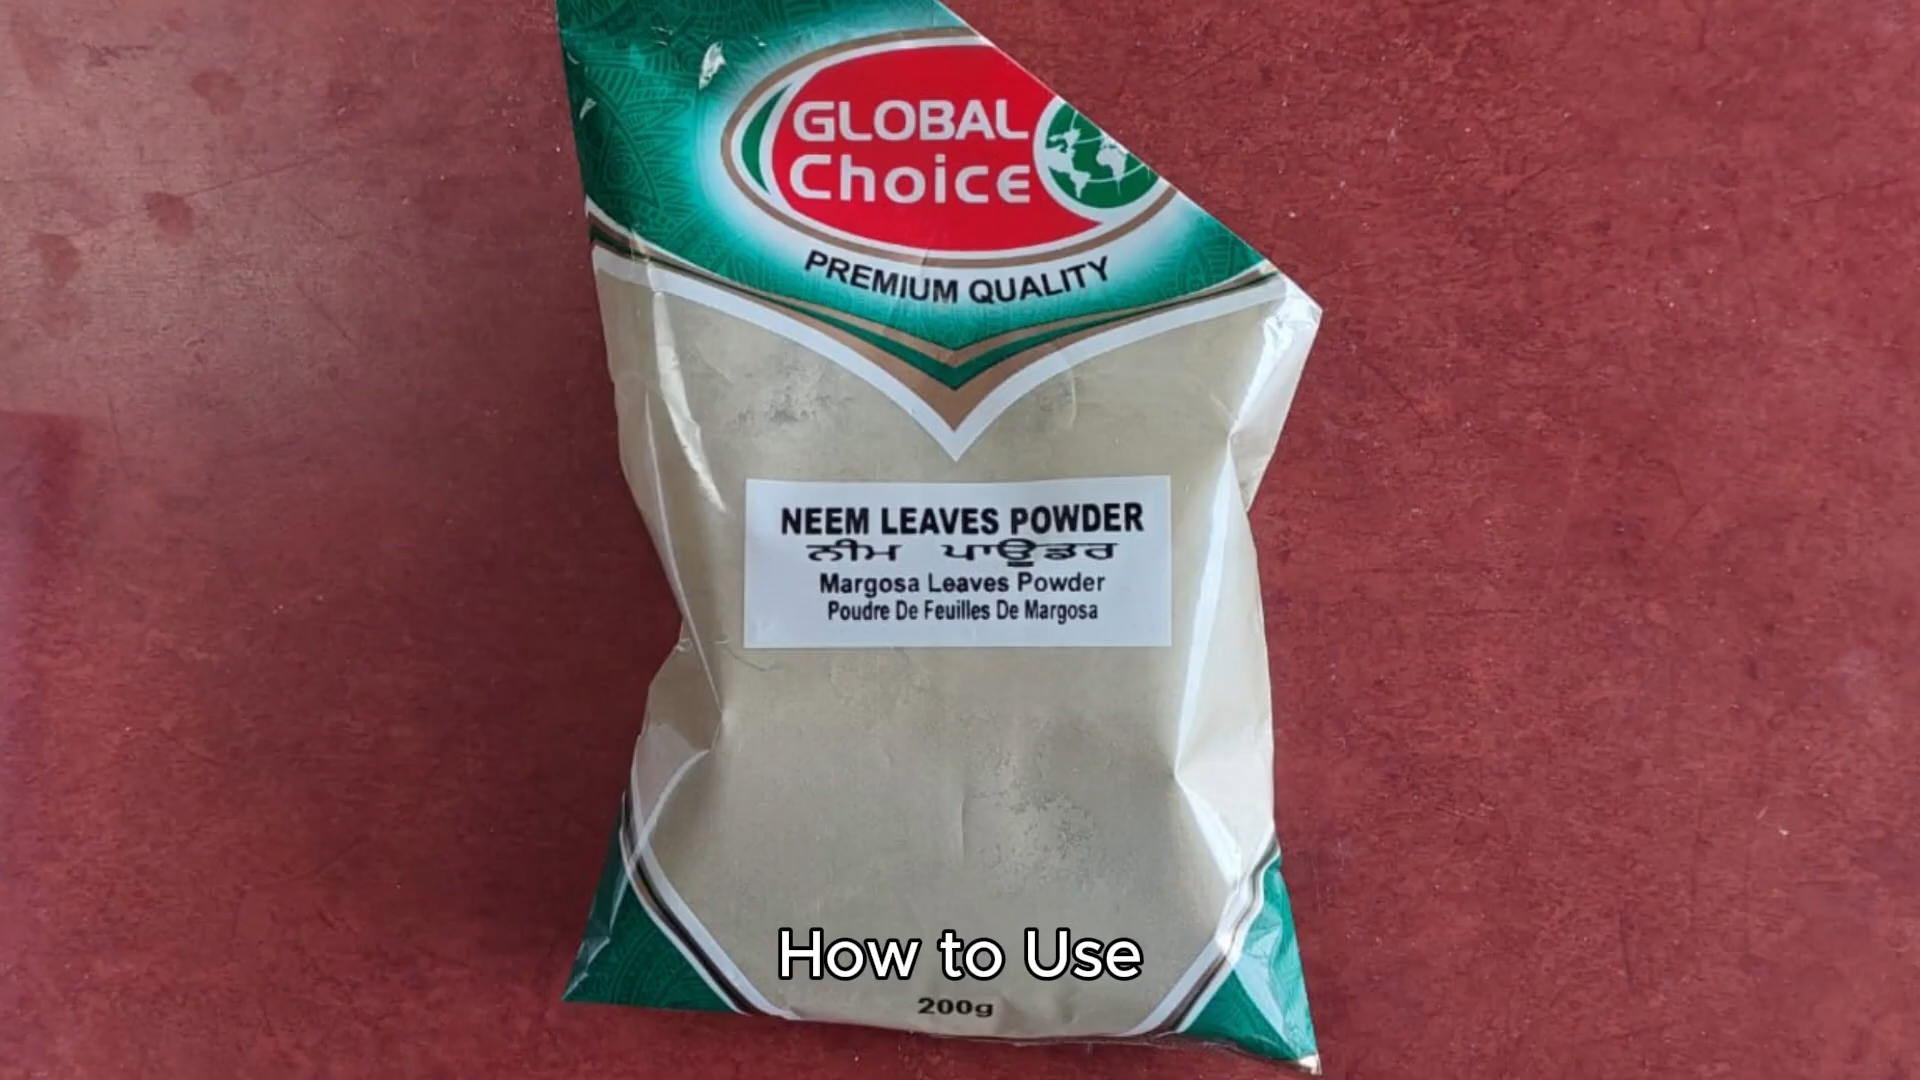 GLOBAL
Choice
PREMIUM QUALITY
NEEM LEAVES POWDER
ਨੀਮ ਪਾਊਡਰ
Margosa Leaves Powder
Poudre De Feuilles De Margosa
How to Use
200g